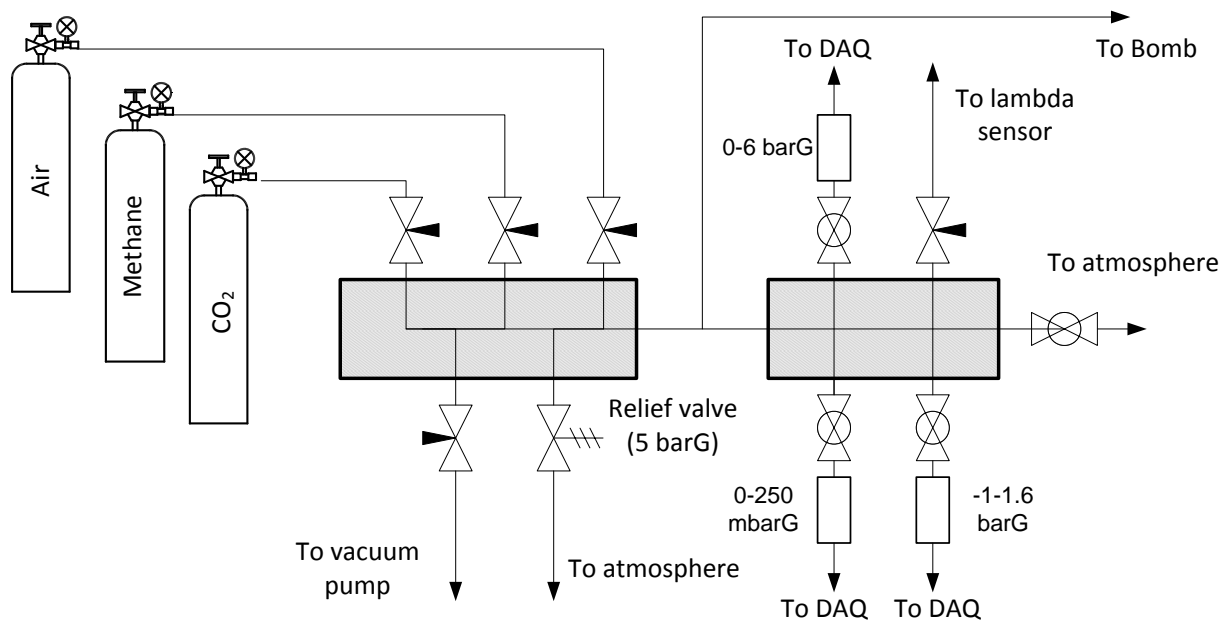 Air
Methane
CO₂
To DAQ
To Bomb
To lambda
sensor
0-6 barG
To atmosphere
Relief valve
(5 barG)
0-250
mbarG
-1-1.6
barG
To vacuum
pump
To atmosphere
To DAQ
To DAQ